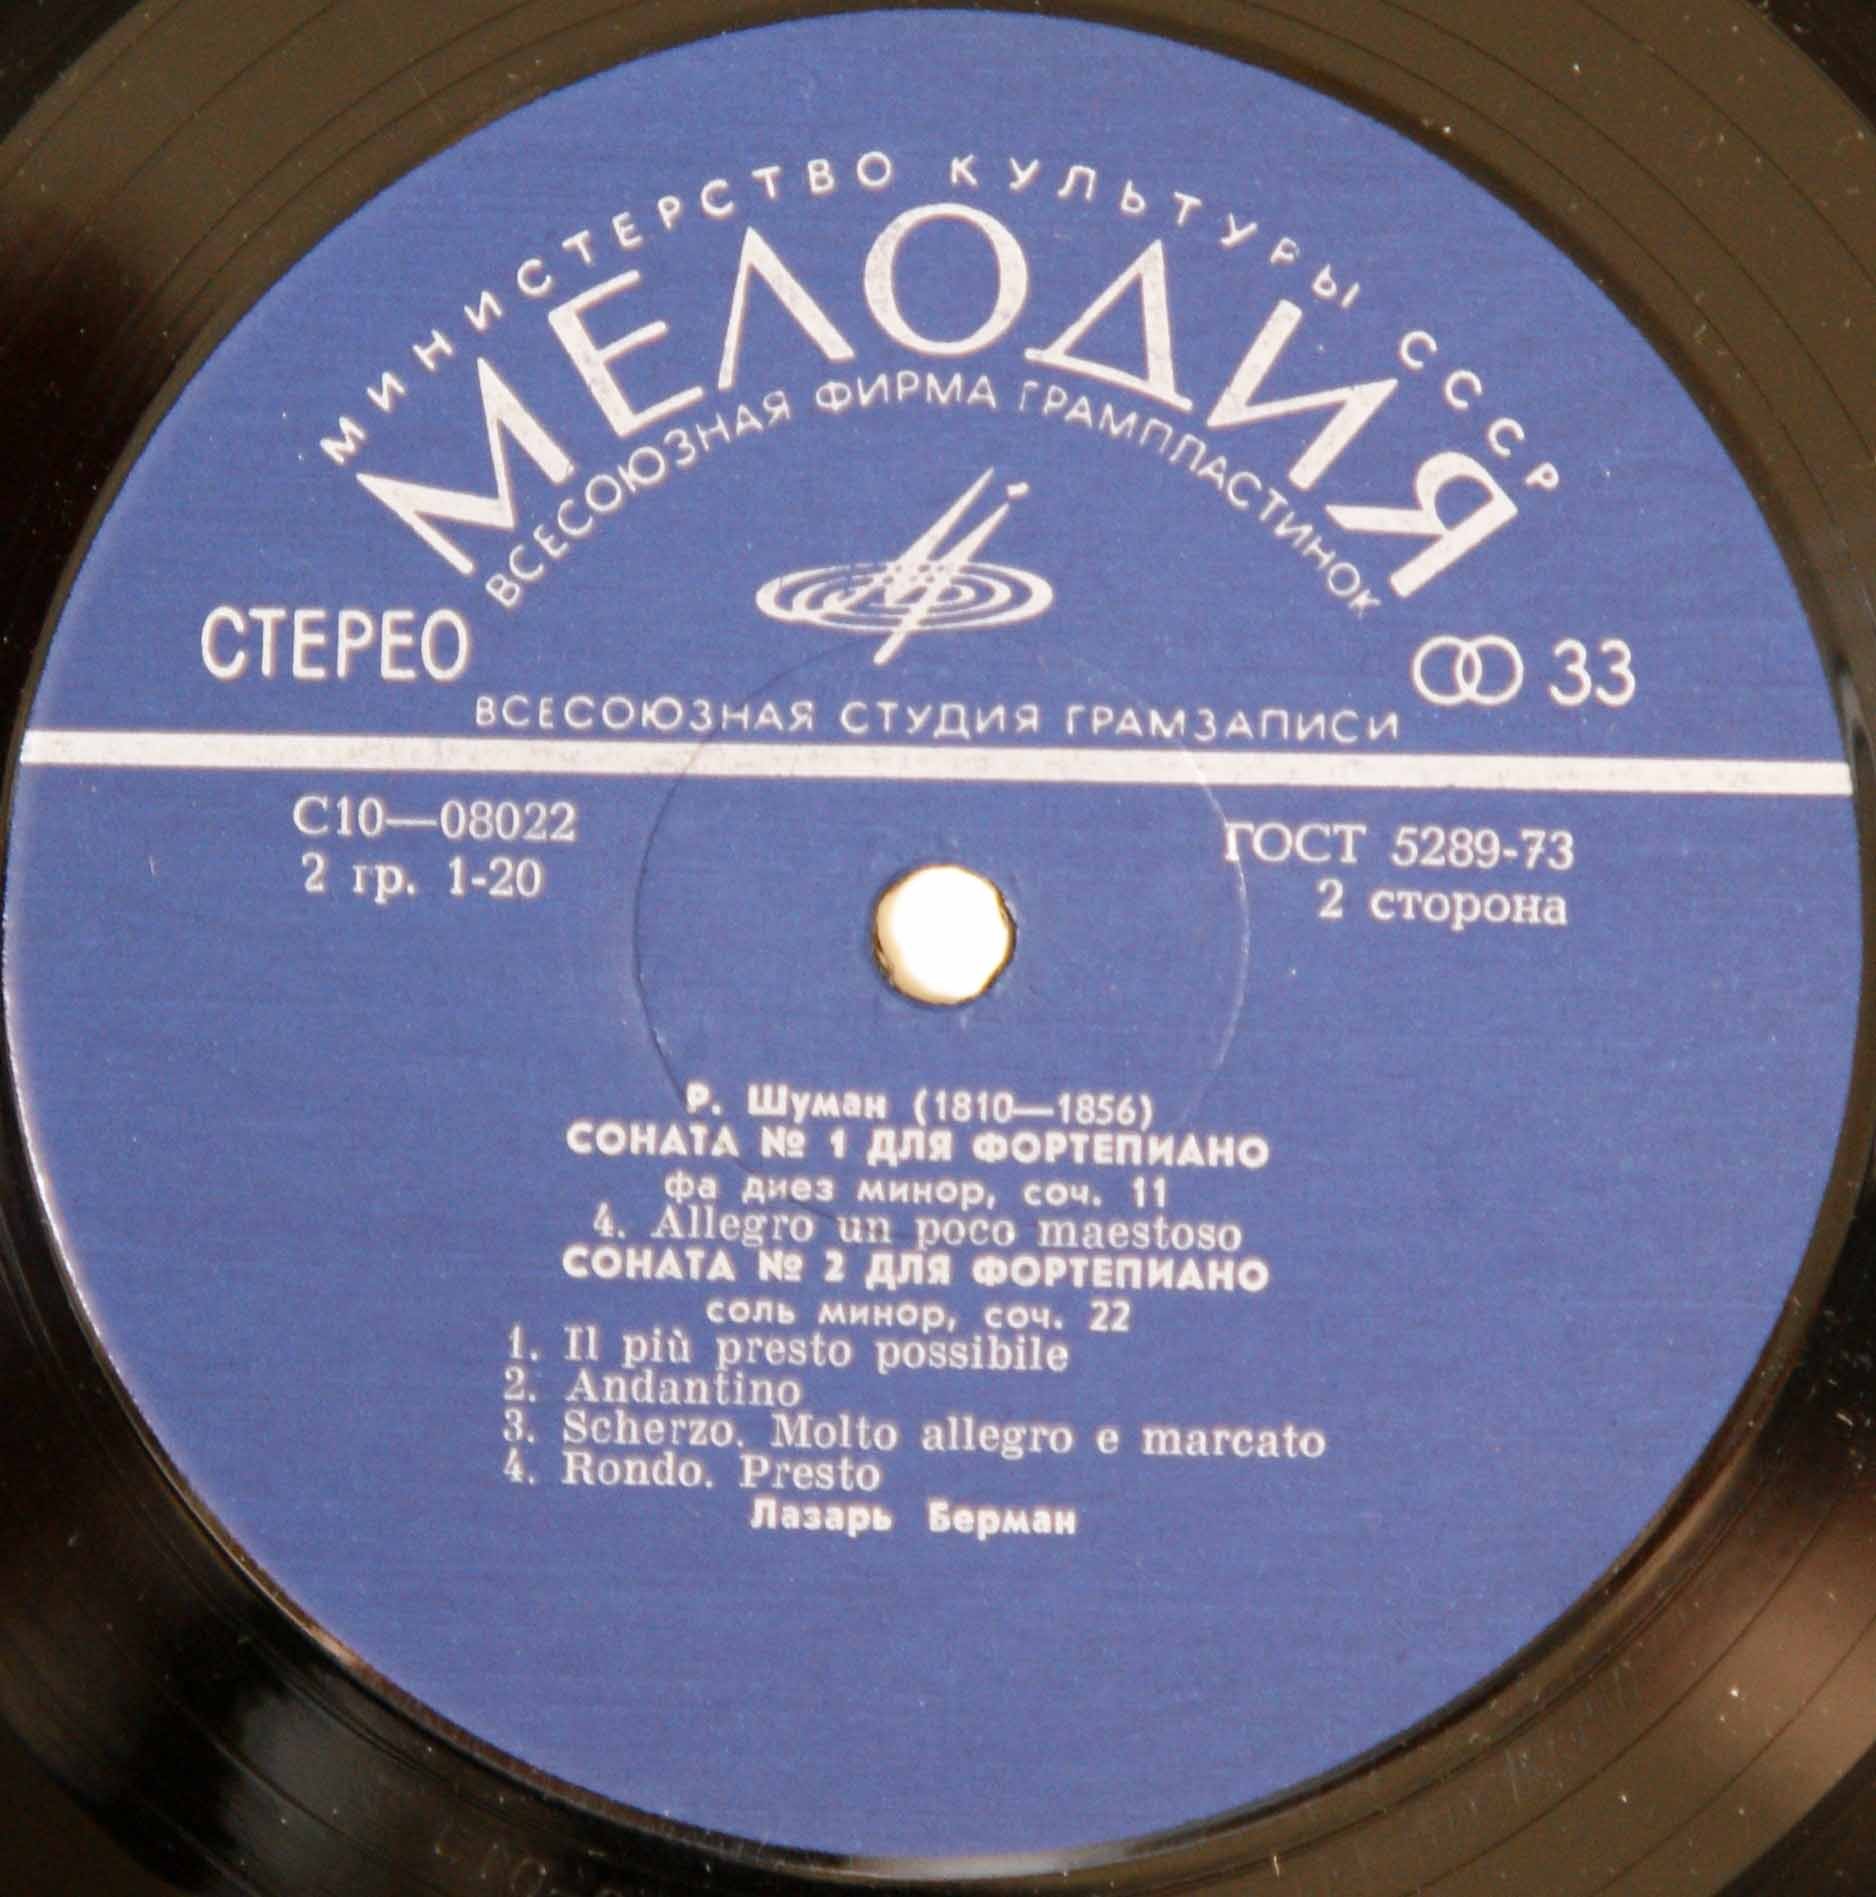 МИНИСТЕРСТВО КУЛЬТУРЫ СССР
МЕЛОДИЯ
ВСЕСОЮЗНАЯ ФИРМА ГРАМПЛАСТИНОК
СТЕРЕО
33
ВСЕСОЮЗНАЯ СТУДИЯ ГРАМЗАПИСИ
С10—08022
ГОСТ 5289-73
2 гр. 1-20
2 сторона
Р. Шуман (1810—1856)
СОНАТА № 1 ДЛЯ ФОРТЕПИАНО
фа диез минор, соч. 11
4. Allegro un poco maestoso
СОНАТА № 2 ДЛЯ ФОРТЕПИАНО
соль минор, соч. 22
1. Il più presto possibile
2. Andantino
3. Scherzo. Molto allegro e marcato
4. Rondo. Presto
Лазарь Берман